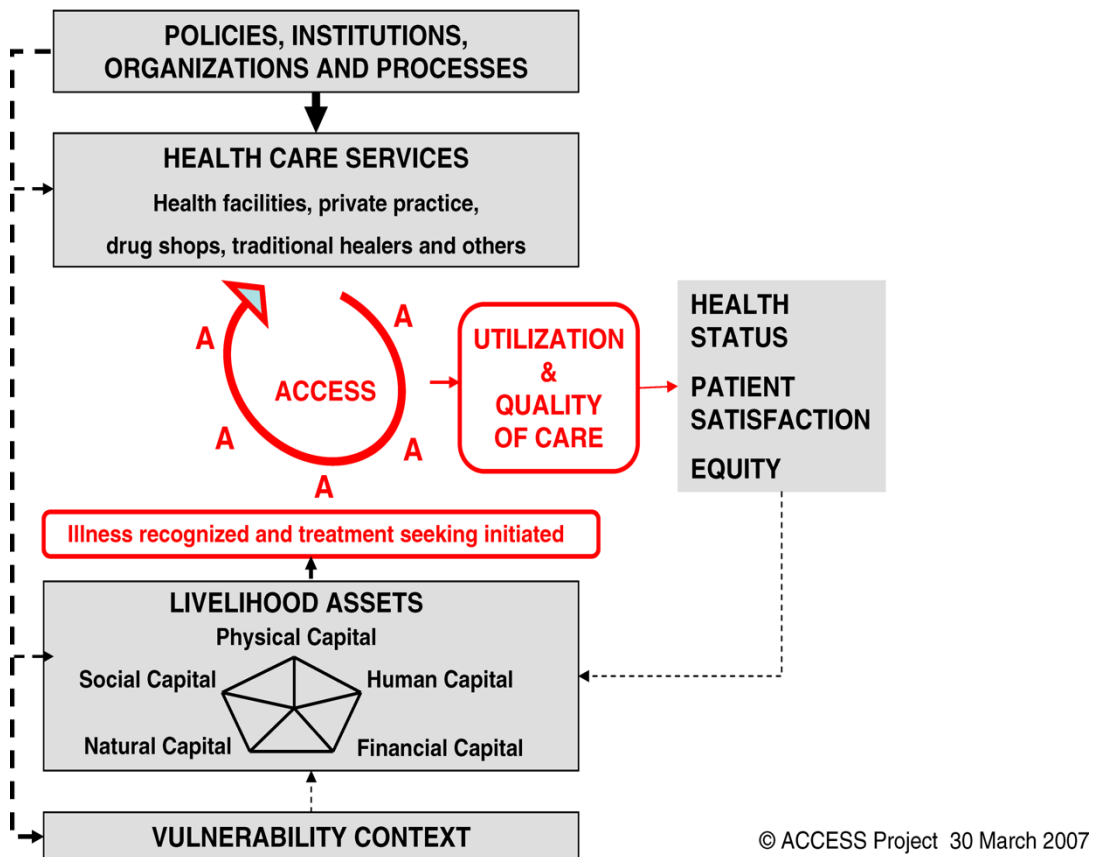 POLICIES, INSTITUTIONS,
ORGANIZATIONS AND PROCESSES
HEALTH CARE SERVICES
Health facilities, private practice,
drug shops, traditional healers and others
A
A
ACCESS
A
A
A
UTILIZATION
&
QUALITY
OF CARE
HEALTH
STATUS
PATIENT
SATISFACTION
EQUITY
Illness recognized and treatment seeking initiated
LIVELIHOOD ASSETS
Physical Capital
Social Capital
Human Capital
Natural Capital
Financial Capital
VULNERABILITY CONTEXT
© ACCESS Project 30 March 2007